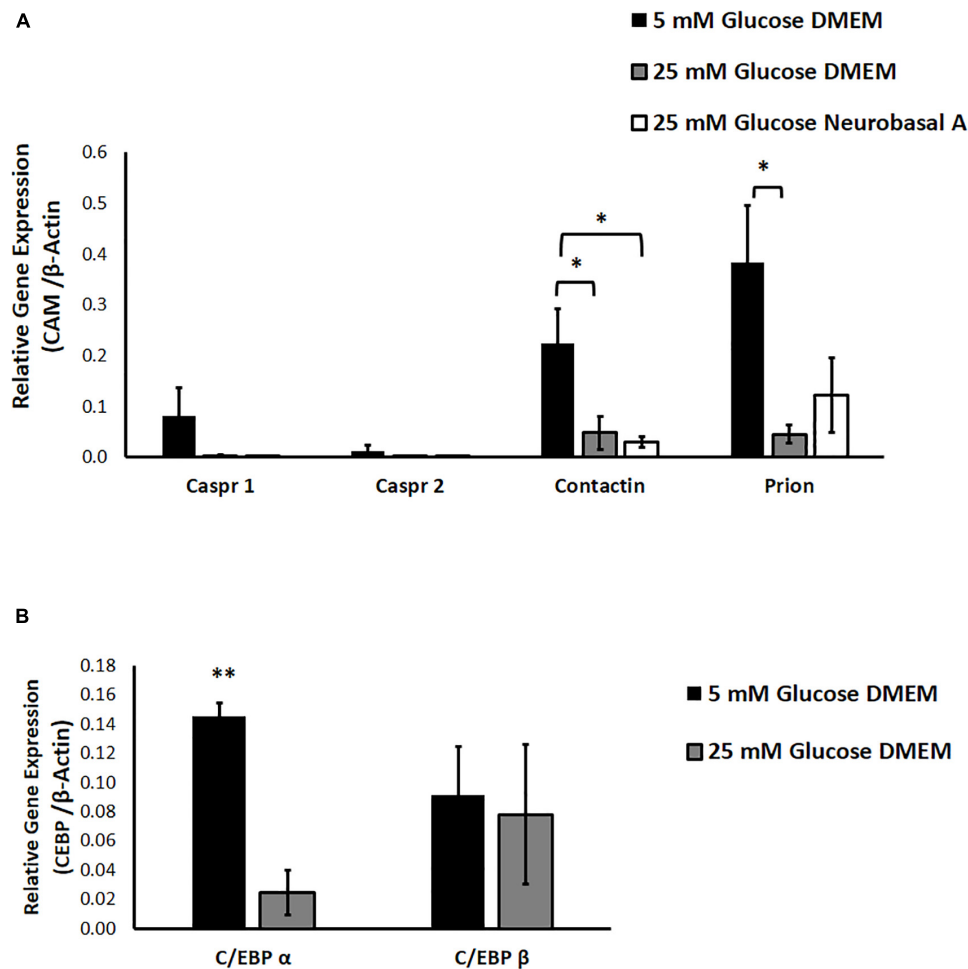 A
5 mM Glucose DMEM
25 mM Glucose DMEM
25 mM Glucose Neurobasal A
Relative Gene Expression
(CAM /β-Actin
0.6
0.5
0.4
0.3
0.2
0.1
0.0
*
*
*
Caspr 1
Caspr 2
Contactin
Prion
B
Relative Gene Expression
(CEBP /β-Actin)
0.18
0.16
0.14
0.12
0.10
0.08
0.06
0.04
0.02
0.00
**
C/EBP α
C/EBP β
5 mM Glucose DMEM
25 mM Glucose DMEM